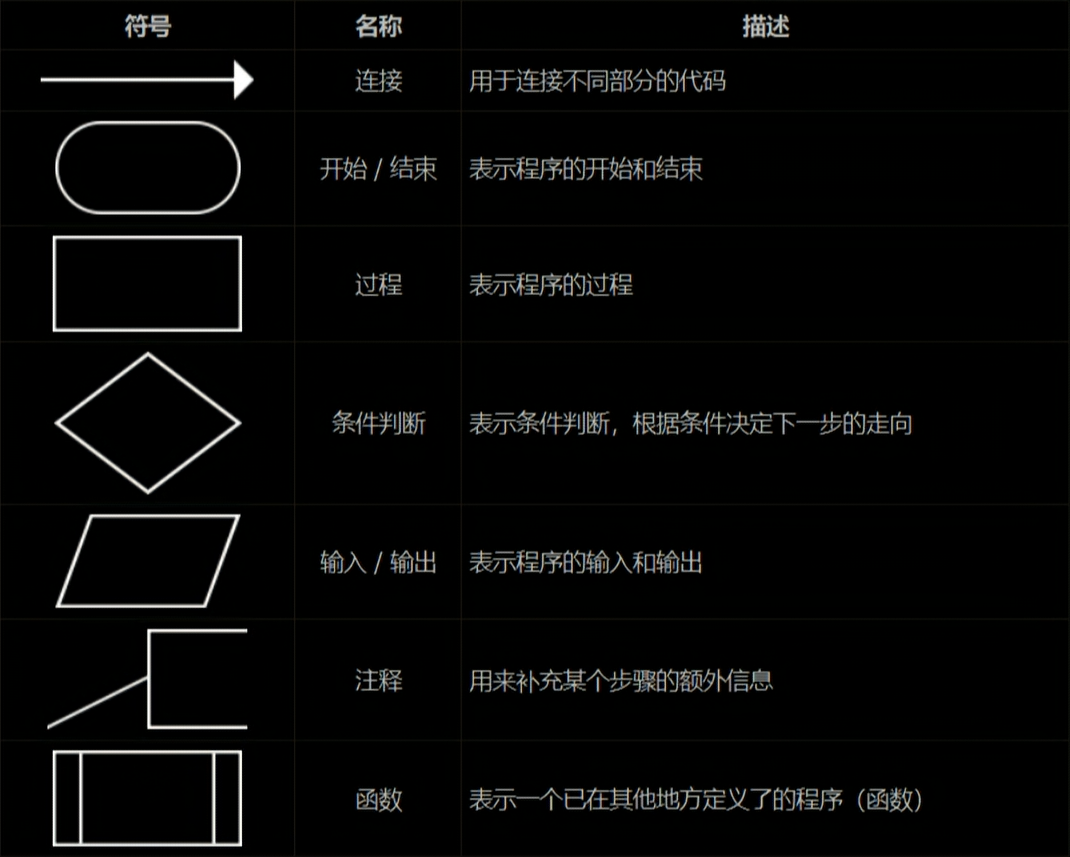 符号 名称 描述
连接 用于连接不同部分的代码
开始 / 结束 表示程序的开始和结束
过程 表示程序的过程
条件判断 表示条件判断，根据条件决定下一步的走向
输入 / 输出 表示程序的输入和输出
注释 用来补充某个步骤的额外信息
函数 表示一个已在其他地方定义了的程序（函数）